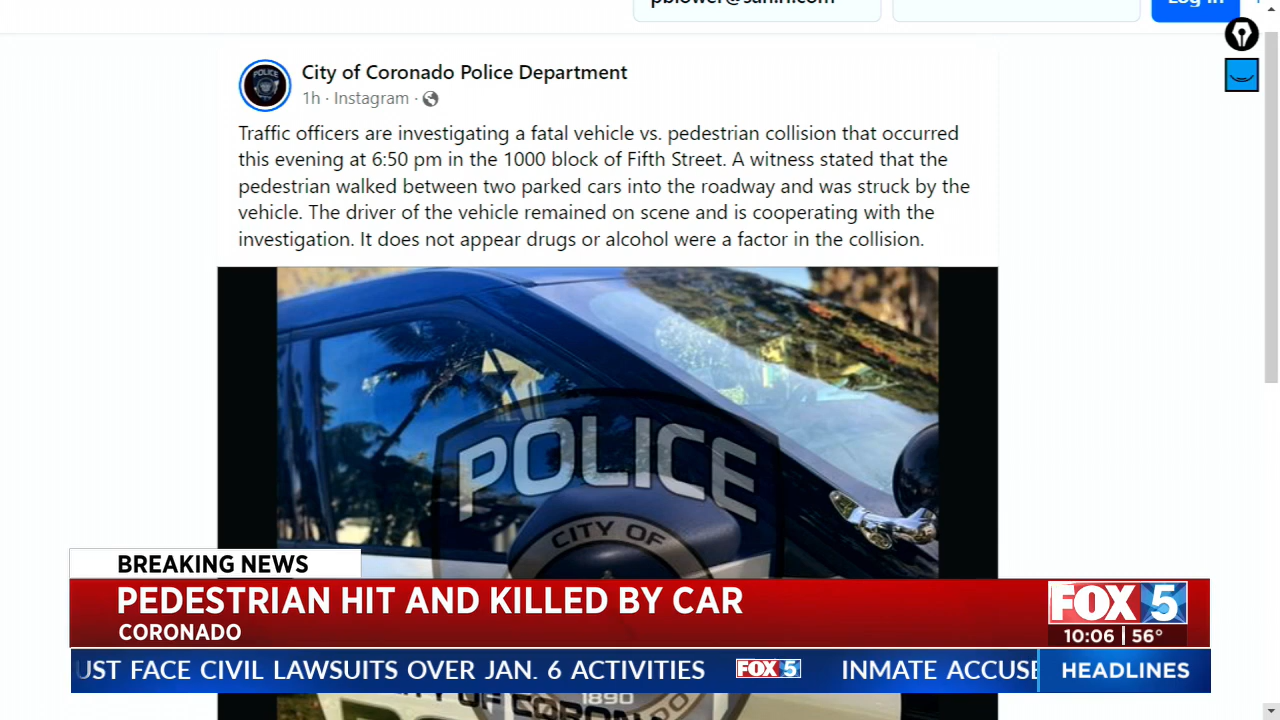 Log In
City of Coronado Police Department
1h · Instagram ·
Traffic officers are investigating a fatal vehicle vs. pedestrian collision that occurred
this evening at 6:50 pm in the 1000 block of Fifth Street. A witness stated that the
pedestrian walked between two parked cars into the roadway and was struck by the
vehicle. The driver of the vehicle remained on scene and is cooperating with the
investigation. It does not appear drugs or alcohol were a factor in the collision.
POLICE
CITY OF
BREAKING NEWS
PEDESTRIAN HIT AND KILLED BY CAR
CORONADO
FOX 5
10:06 | 56°
UST FACE CIVIL LAWSUITS OVER JAN. 6 ACTIVITIES FOX 5 INMATE ACCUSE
HEADLINES
1890